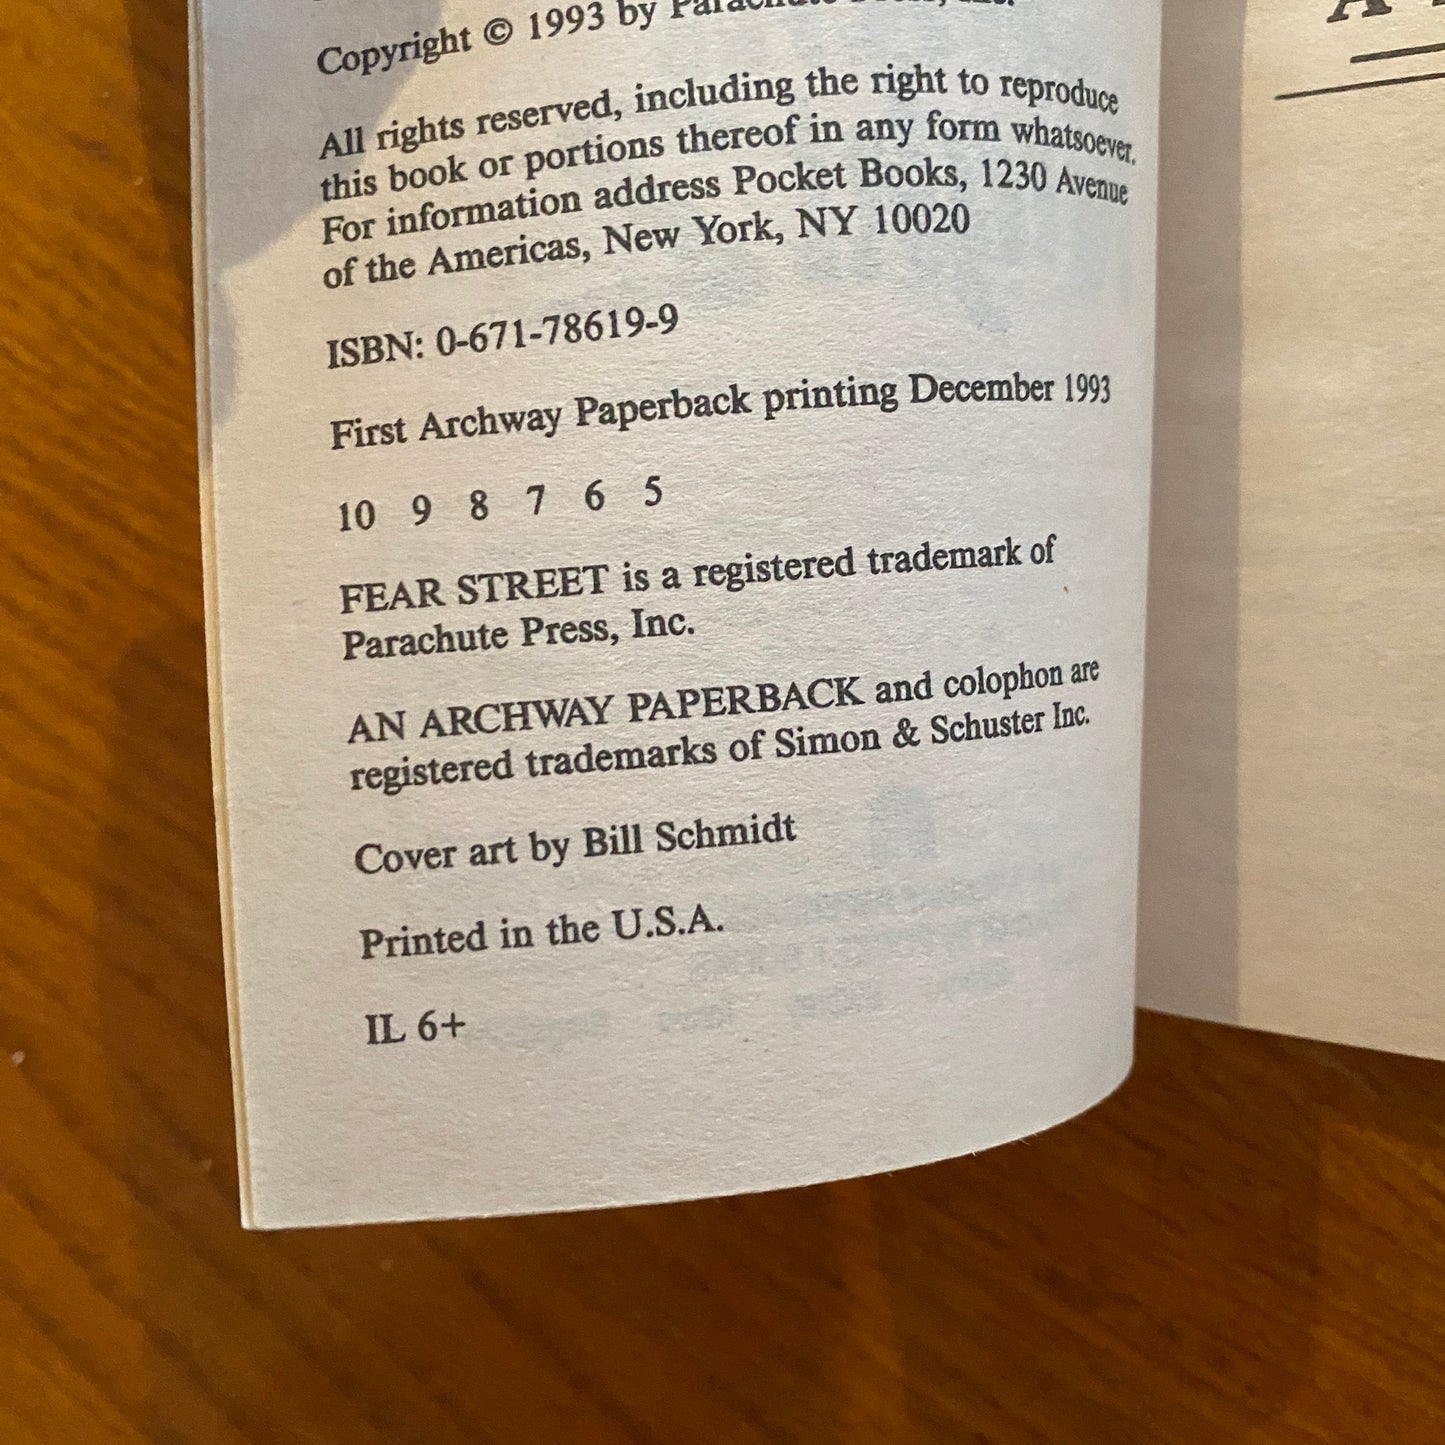 Copyright © 1993 by Parachute Press, Inc.
All rights reserved, including the right to reproduce
this book or portions thereof in any form whatsoever.
For information address Pocket Books, 1230 Avenue
of the Americas, New York, NY 10020
ISBN: 0-671-78619-9
First Archway Paperback printing December 1993
10 9 8 7 6 5
FEAR STREET is a registered trademark of
Parachute Press, Inc.
AN ARCHWAY PAPERBACK and colophon are
registered trademarks of Simon & Schuster Inc.
Cover art by Bill Schmidt
Printed in the U.S.A.
IL 6+